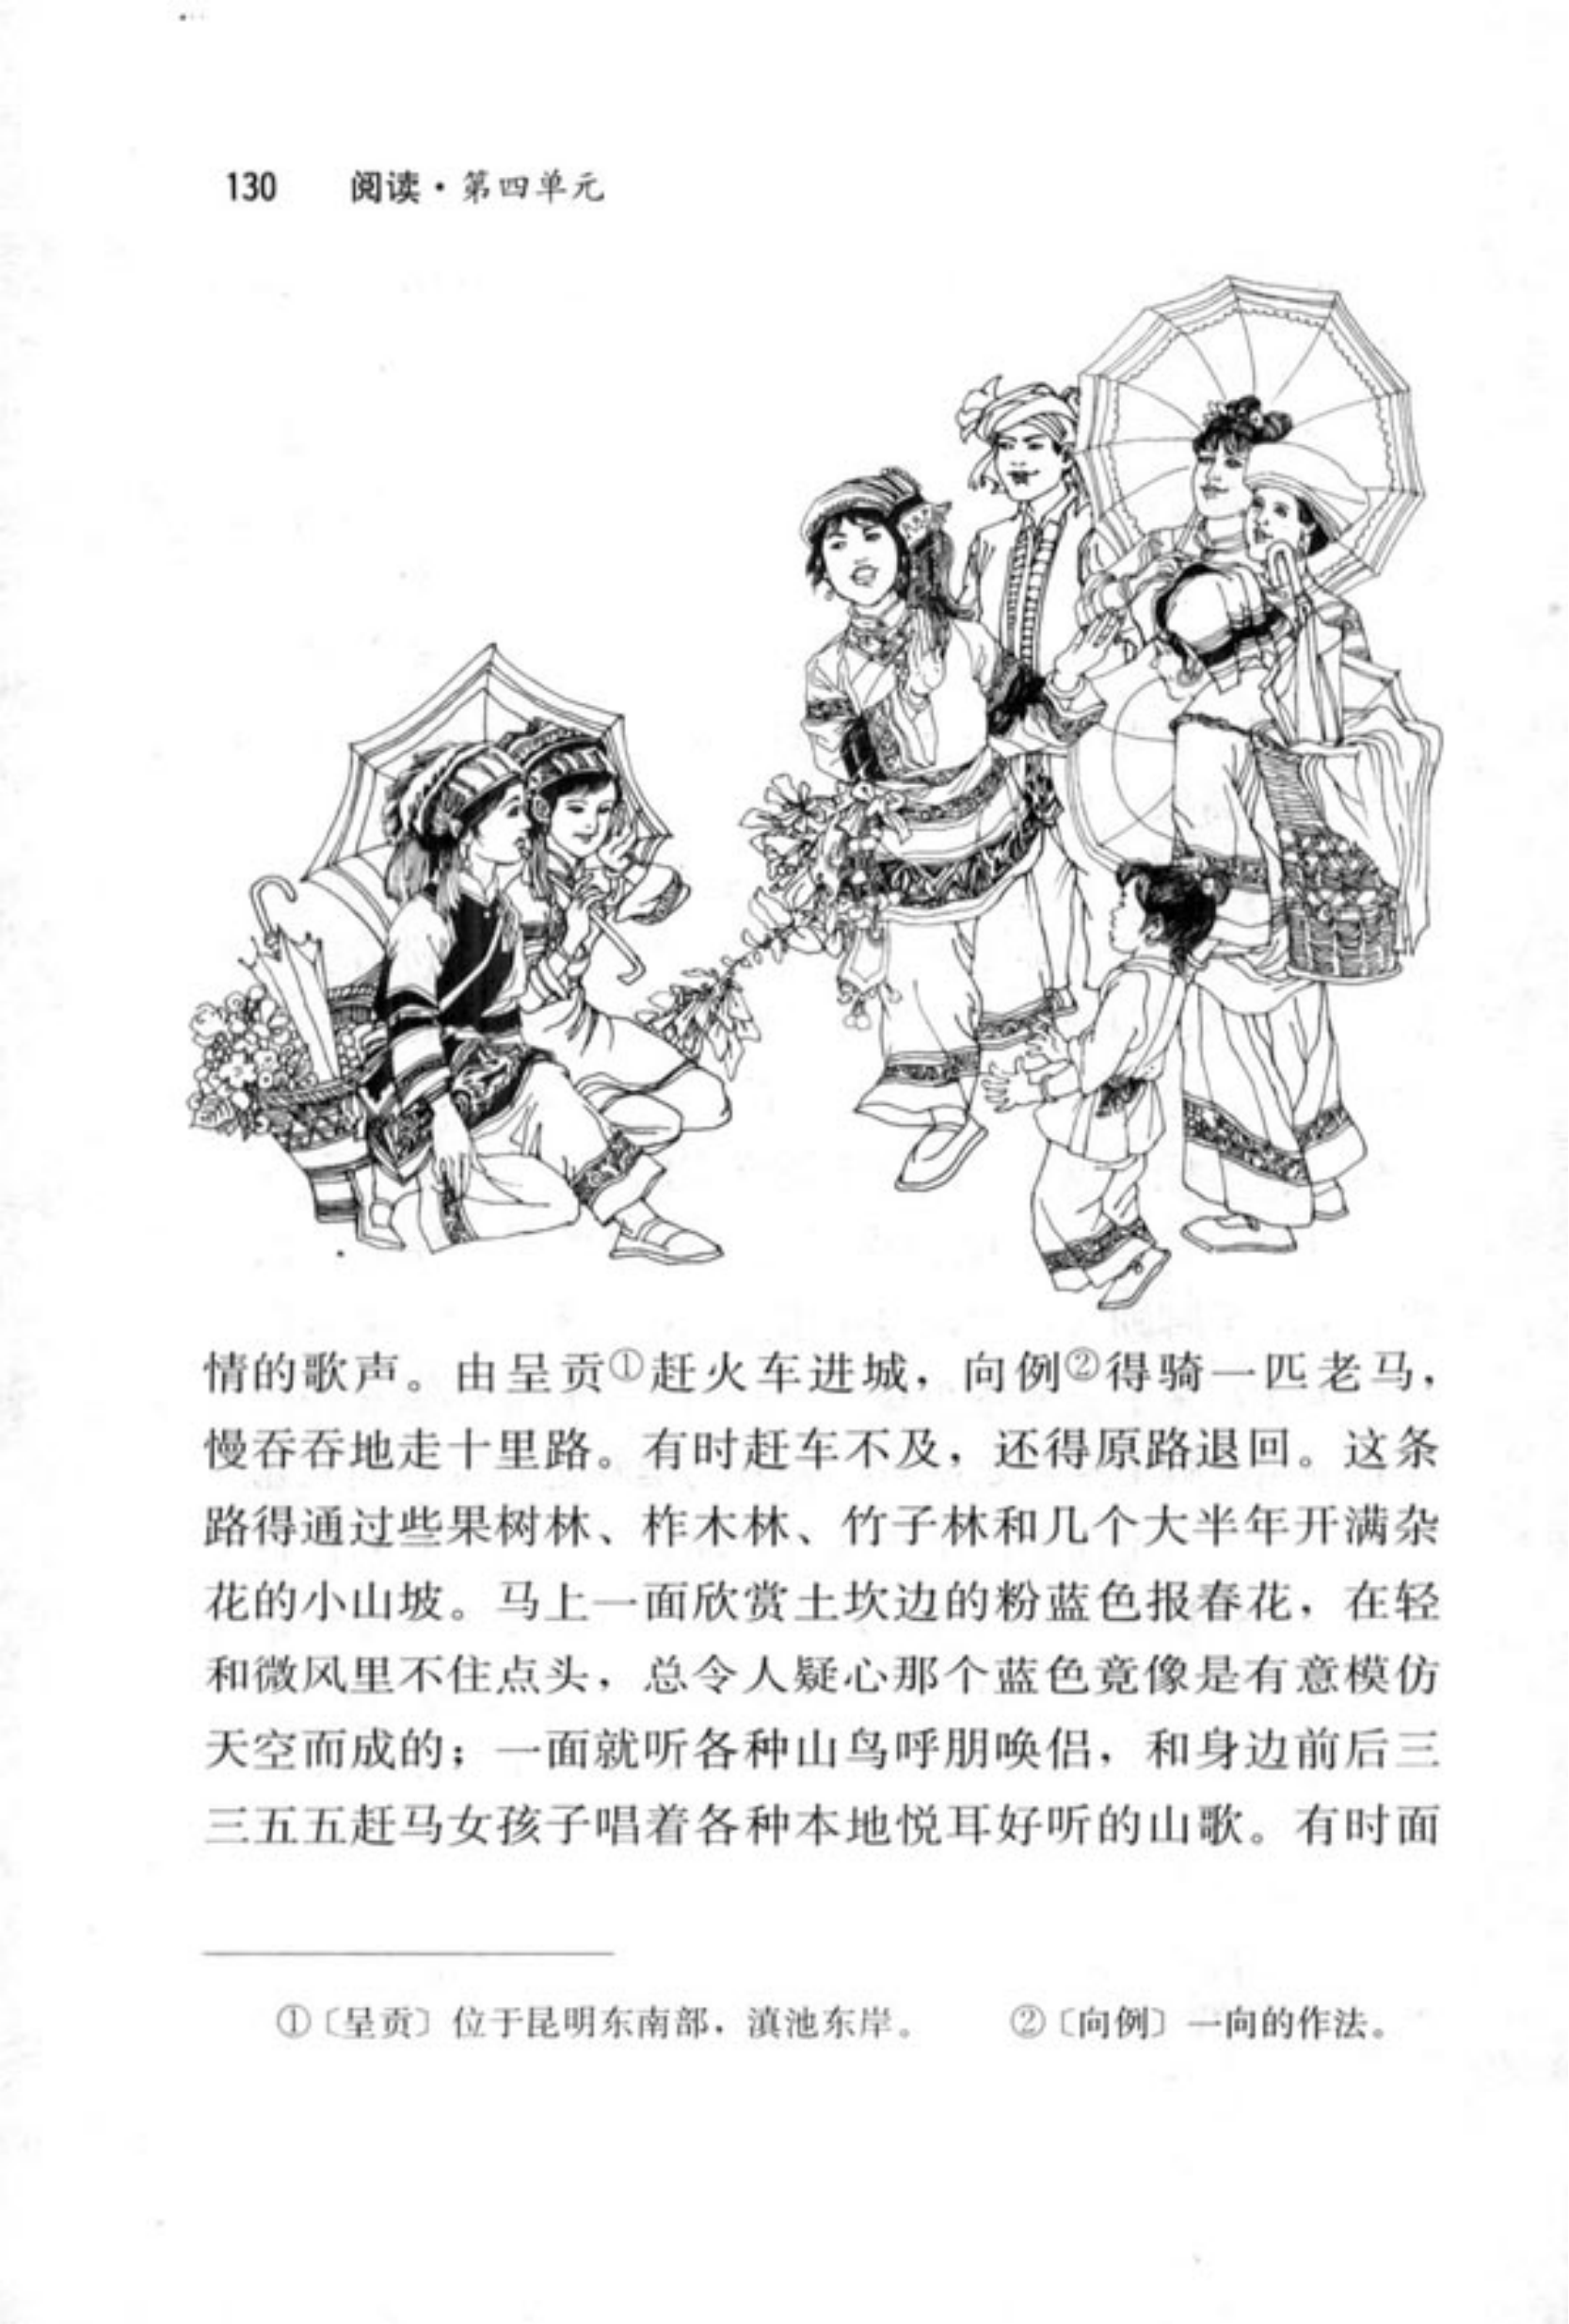 130 阅读·第四单元
情的歌声。由呈贡①赶火车进城，向例②得骑一匹老马，
慢吞吞地走十里路。有时赶车不及，还得原路退回。这条
路得通过些果树林、柞木林、竹子林和几个大半年开满杂
花的小山坡。马上一面欣赏土坎边的粉蓝色报春花，在轻
和微风里不住点头，总令人疑心那个蓝色竟像是有意模仿
天空而成的；一面就听各种山鸟呼朋唤侣，和身边前后三
三五五赶马女孩子唱着各种本地悦耳好听的山歌。有时面
①〔呈贡〕位于昆明东南部，滇池东岸。 ②〔向例〕一向的作法。